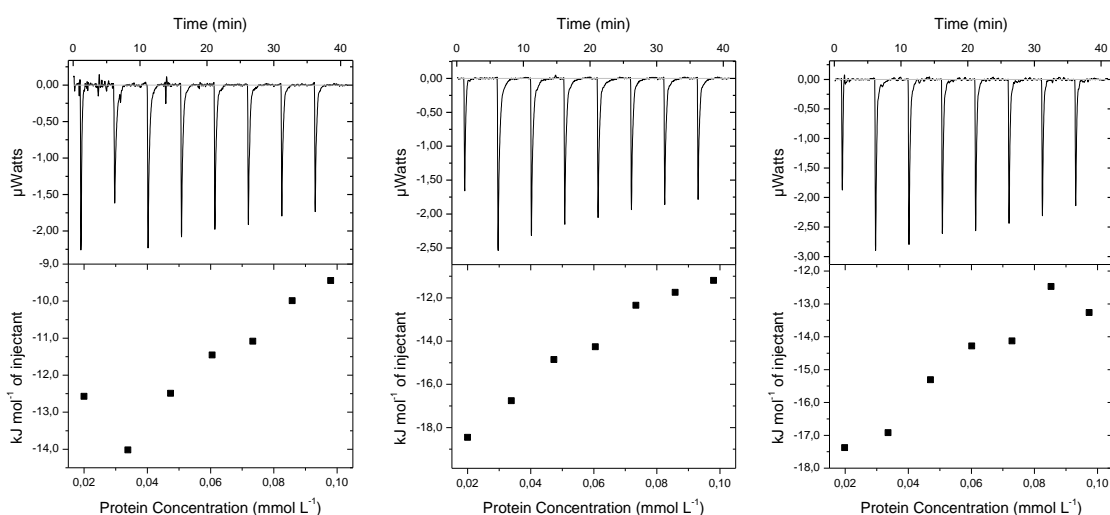 Time (min)
0 10 20 30 40
0,00
-0,50
-1,00
-1,50
-2,00
µWatts
-9,0
-10,0
-11,0
-12,0
-13,0
-14,0
kJ mol⁻¹ of injectant
0,02 0,04 0,06 0,08 0,10
Protein Concentration (mmol L⁻¹)
Time (min)
0 10 20 30 40
0,00
-0,50
-1,00
-1,50
-2,00
-2,50
µWatts
-12,0
-14,0
-16,0
-18,0
kJ mol⁻¹ of injectant
0,02 0,04 0,06 0,08 0,10
Protein Concentration (mmol L⁻¹)
Time (min)
0 10 20 30 40
0,00
-0,50
-1,00
-1,50
-2,00
-2,50
-3,00
µWatts
-12,0
-13,0
-14,0
-15,0
-16,0
-17,0
-18,0
kJ mol⁻¹ of injectant
0,02 0,04 0,06 0,08 0,10
Protein Concentration (mmol L⁻¹)